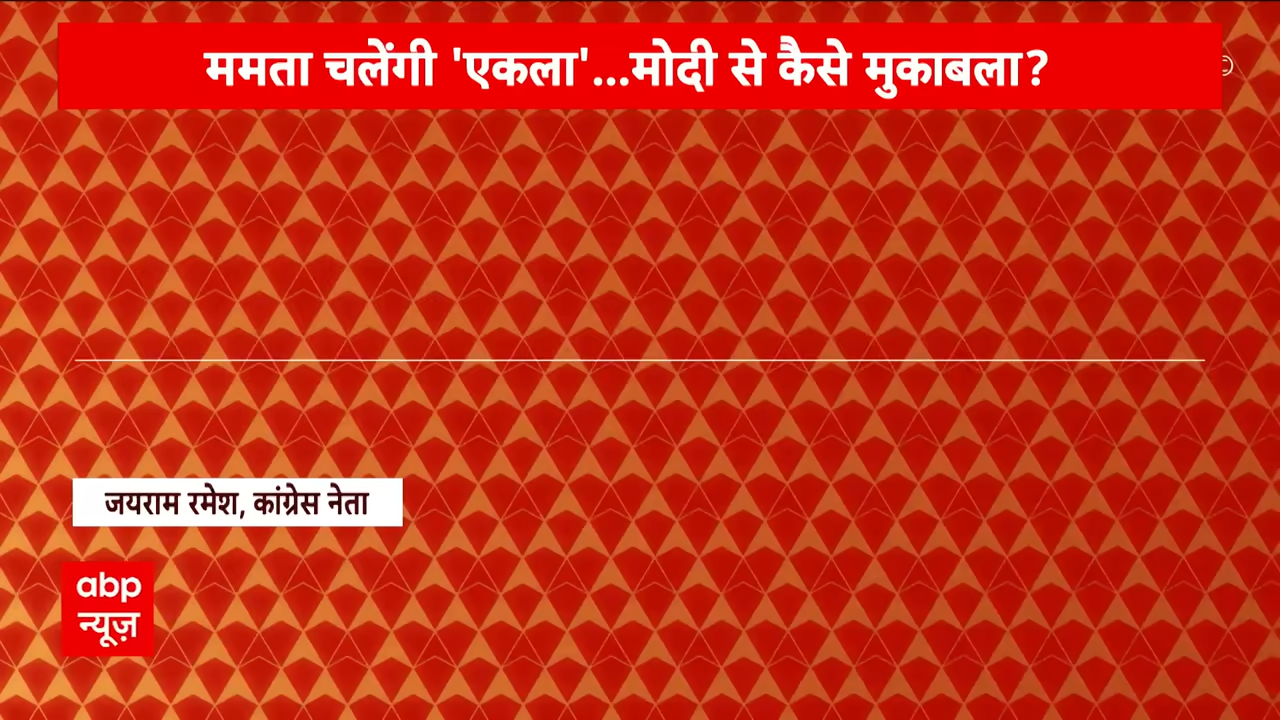 ममता चलेंगी 'एकला'...मोदी से कैसे मुकाबला?
©
जयराम रमेश, कांग्रेस नेता
abp
न्यूज़